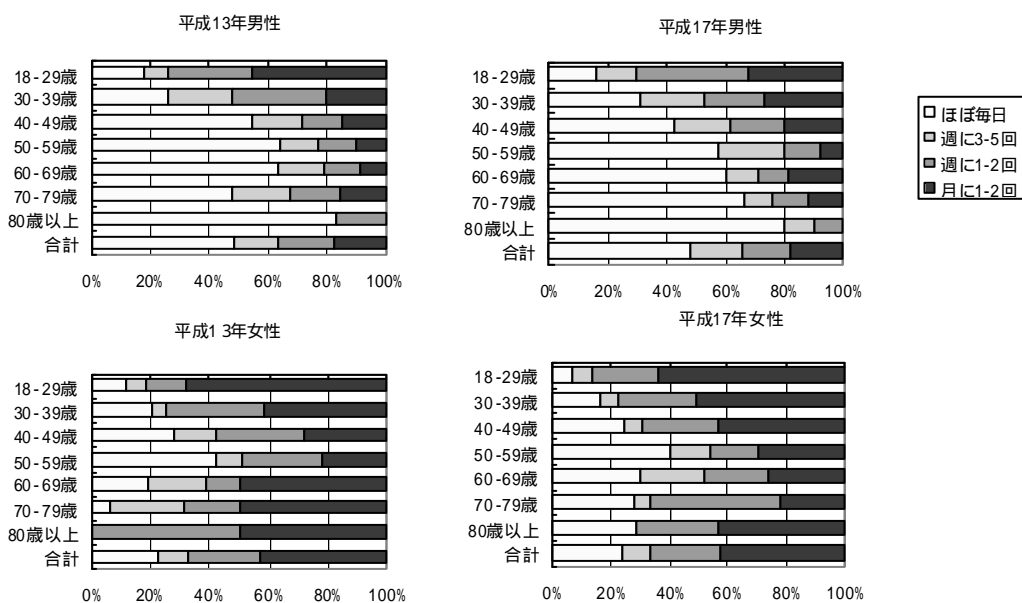 平成13年男性
18-29歳
30-39歳
40-49歳
50-59歳
60-69歳
70-79歳
80歳以上
合計
0% 20% 40% 60% 80% 100%
平成17年男性
18-29歳
30-39歳
40-49歳
50-59歳
60-69歳
70-79歳
80歳以上
合計
0% 20% 40% 60% 80% 100%
ほぼ毎日
週に3-5回
週に1-2回
月に1-2回
平成13年女性
18-29歳
30-39歳
40-49歳
50-59歳
60-69歳
70-79歳
80歳以上
合計
0% 20% 40% 60% 80% 100%
平成17年女性
18-29歳
30-39歳
40-49歳
50-59歳
60-69歳
70-79歳
80歳以上
合計
0% 20% 40% 60% 80% 100%